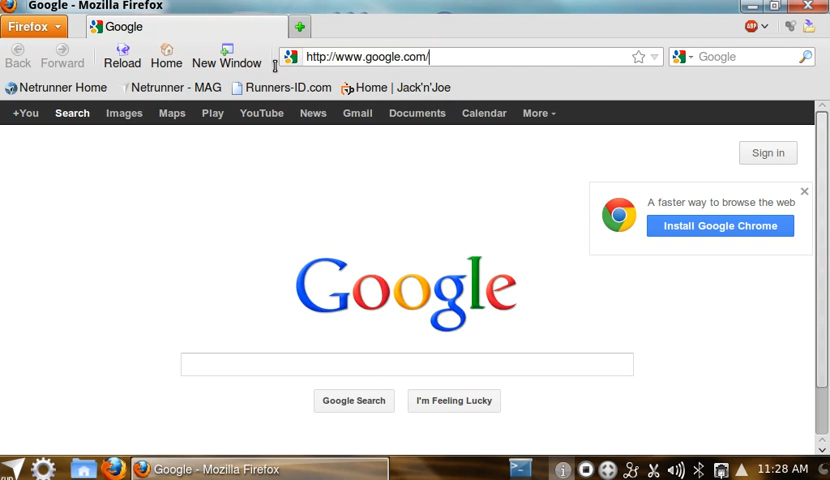 Google - Mozilla Firefox
Firefox
Google
Back
Forward
Reload
Home
New Window
http://www.google.com/
Google
Netrunner Home
Netrunner - MAG
Runners-ID.com
Home | Jack'n'Joe
+You Search Images Maps Play YouTube News Gmail Documents Calendar More
Sign in
A faster way to browse the web
Install Google Chrome
Google
Google Search
I'm Feeling Lucky
Google - Mozilla Firefox
11:28 AM